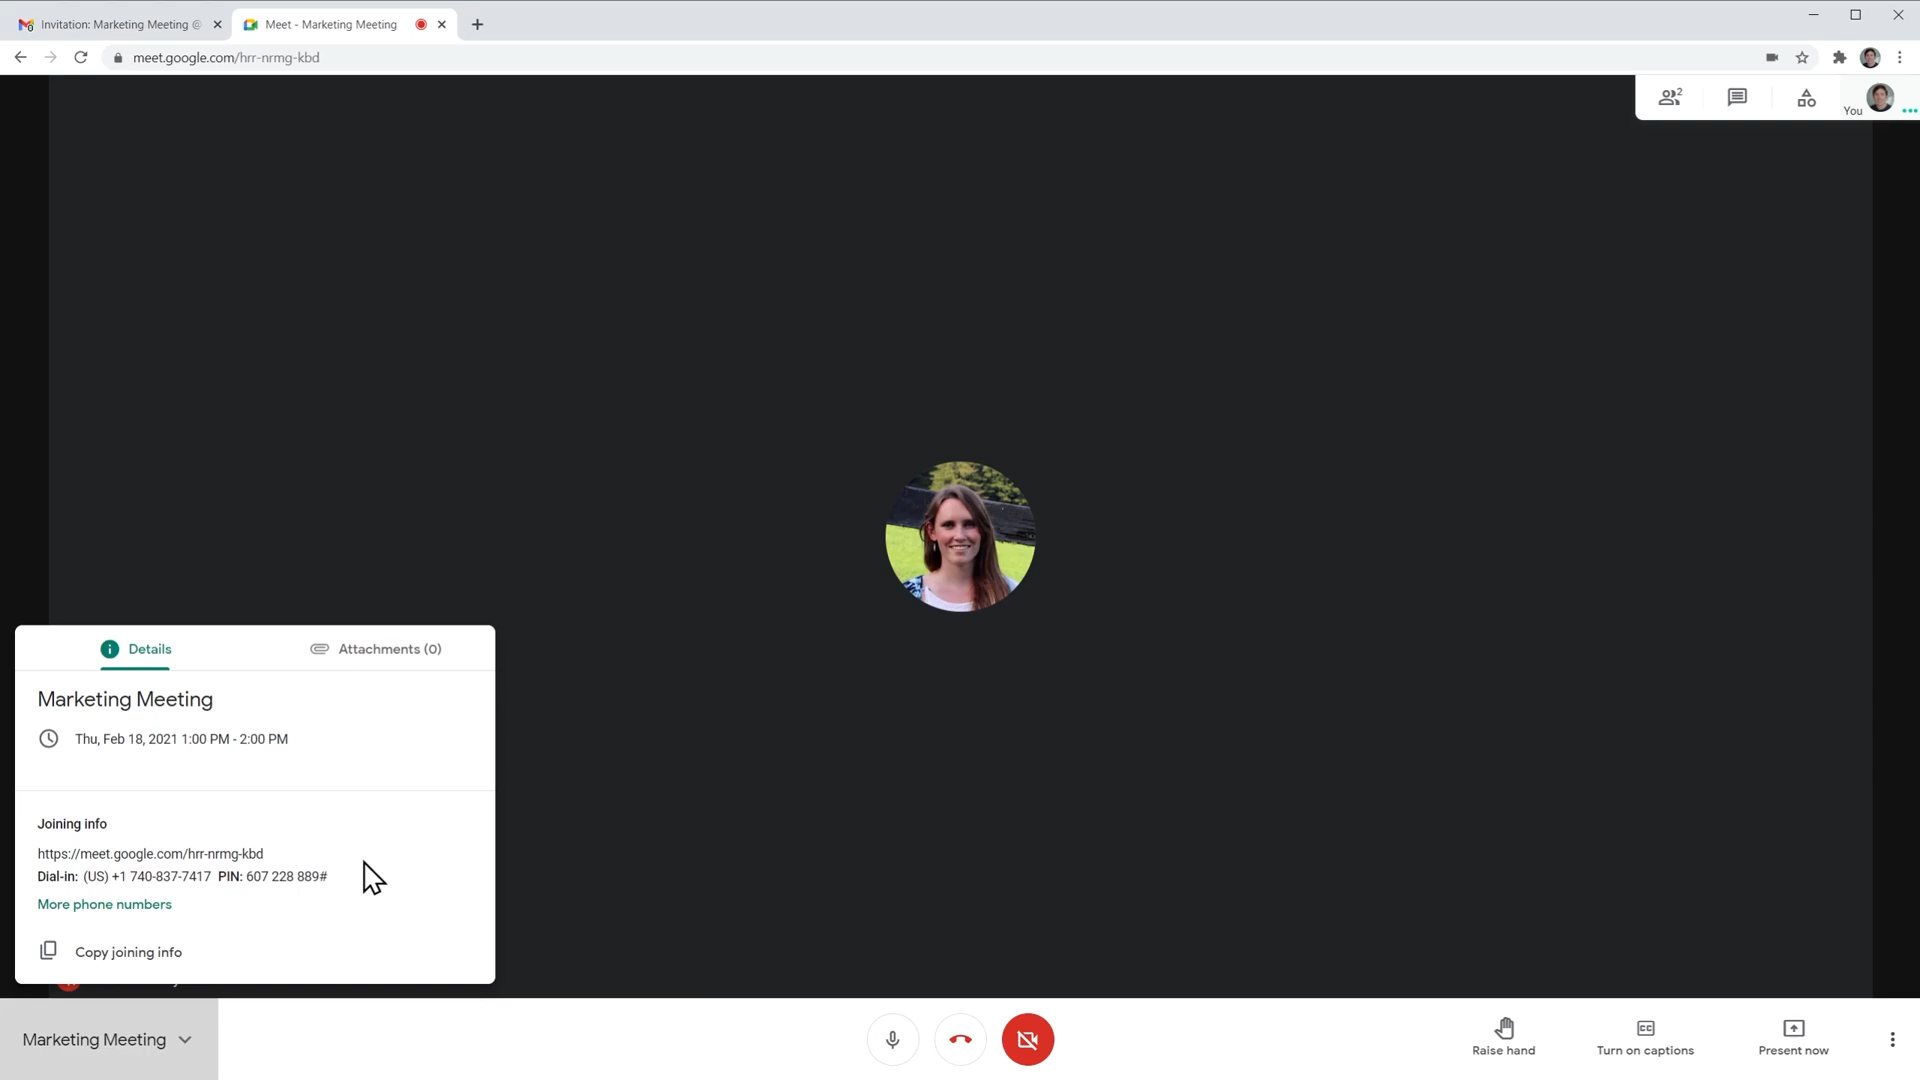 Invitation: Marketing Meeting @
Meet - Marketing Meeting
meet.google.com/hrr-nrmg-kbd
2
You
Details
Attachments (0)
Marketing Meeting
Thu, Feb 18, 2021 1:00 PM - 2:00 PM
Joining info
https://meet.google.com/hrr-nrmg-kbd
Dial-in: (US) +1 740-837-7417 PIN: 607 228 889#
More phone numbers
Copy joining info
Marketing Meeting
CC
Raise hand
Turn on captions
Present now